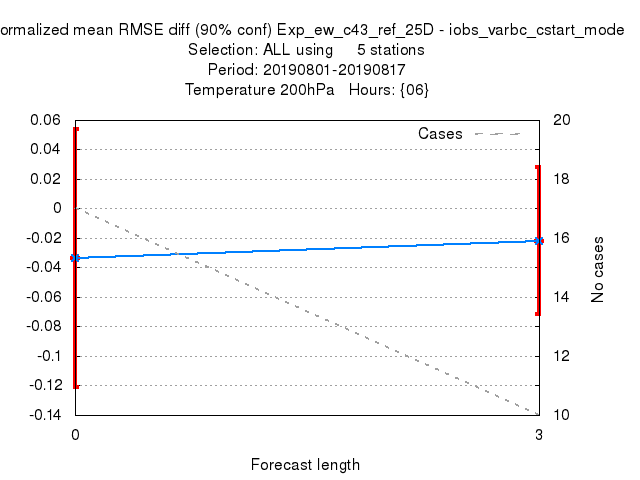 ormalized mean RMSE diff (90% conf) Exp_ew_c43_ref_25D - iobs_varbc_cstart_mode
Selection: ALL using 5 stations
Period: 20190801-20190817
Temperature 200hPa Hours: {06}
Cases
0.06
0.04
0.02
0
-0.02
-0.04
-0.06
-0.08
-0.1
-0.12
-0.14
20
18
16
14
12
10
No cases
0
3
Forecast length